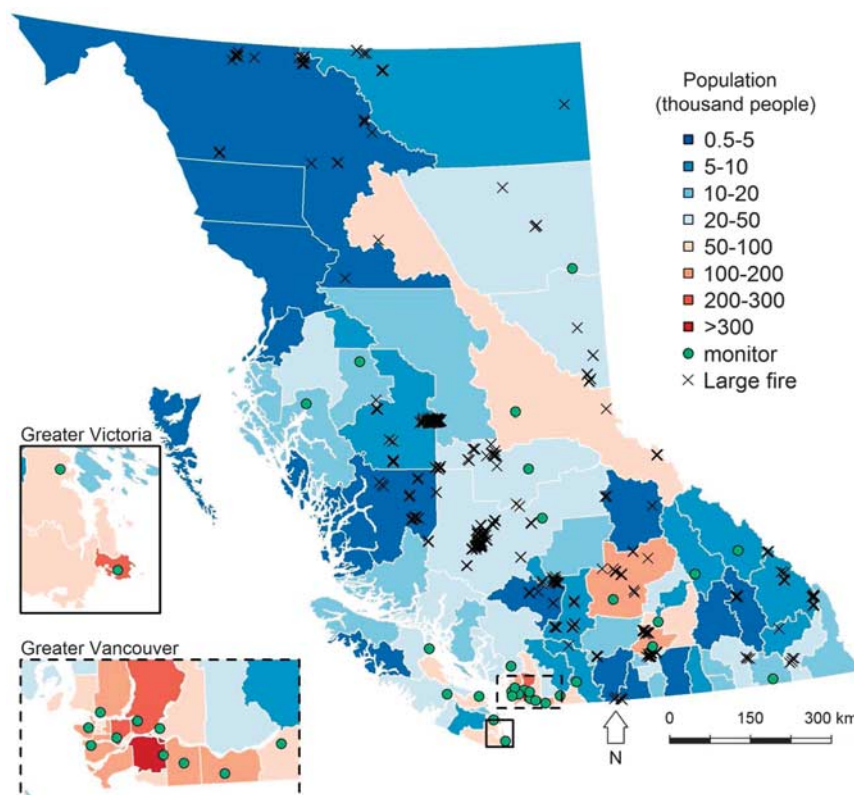 Population
(thousand people)
0.5-5
5-10
10-20
20-50
50-100
100-200
200-300
>300
monitor
Large fire
Greater Victoria
Greater Vancouver
0 150 300 km
N